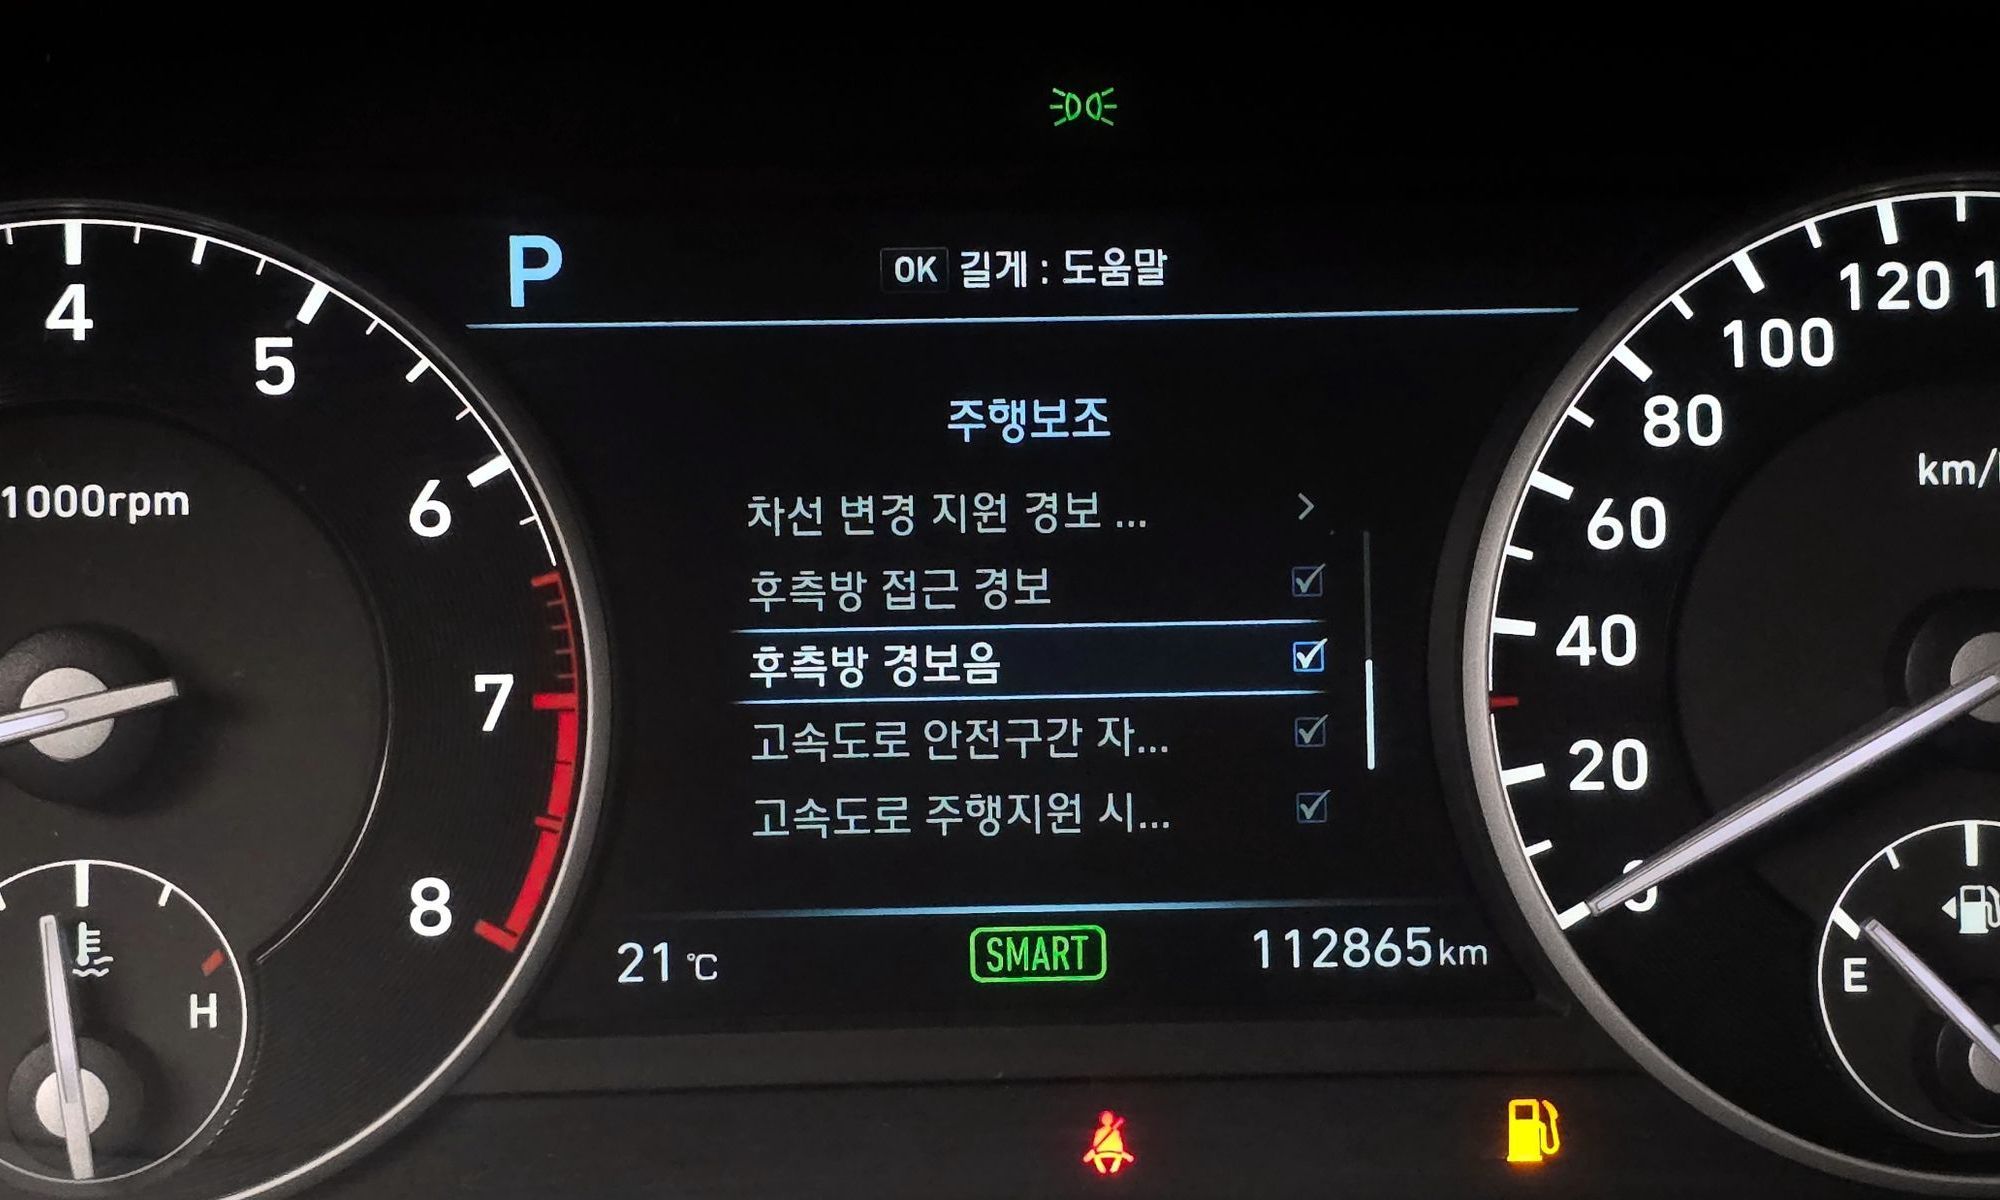 P
OK 길게 : 도움말
주행보조
차선 변경 지원 경보 ...
후측방 접근 경보
후측방 경보음
고속도로 안전구간 자...
고속도로 주행지원 시...
21 ℃
SMART
112865 km
4
5
6
7
8
1000rpm
H
120
100
80
60
40
20
0
km/
E